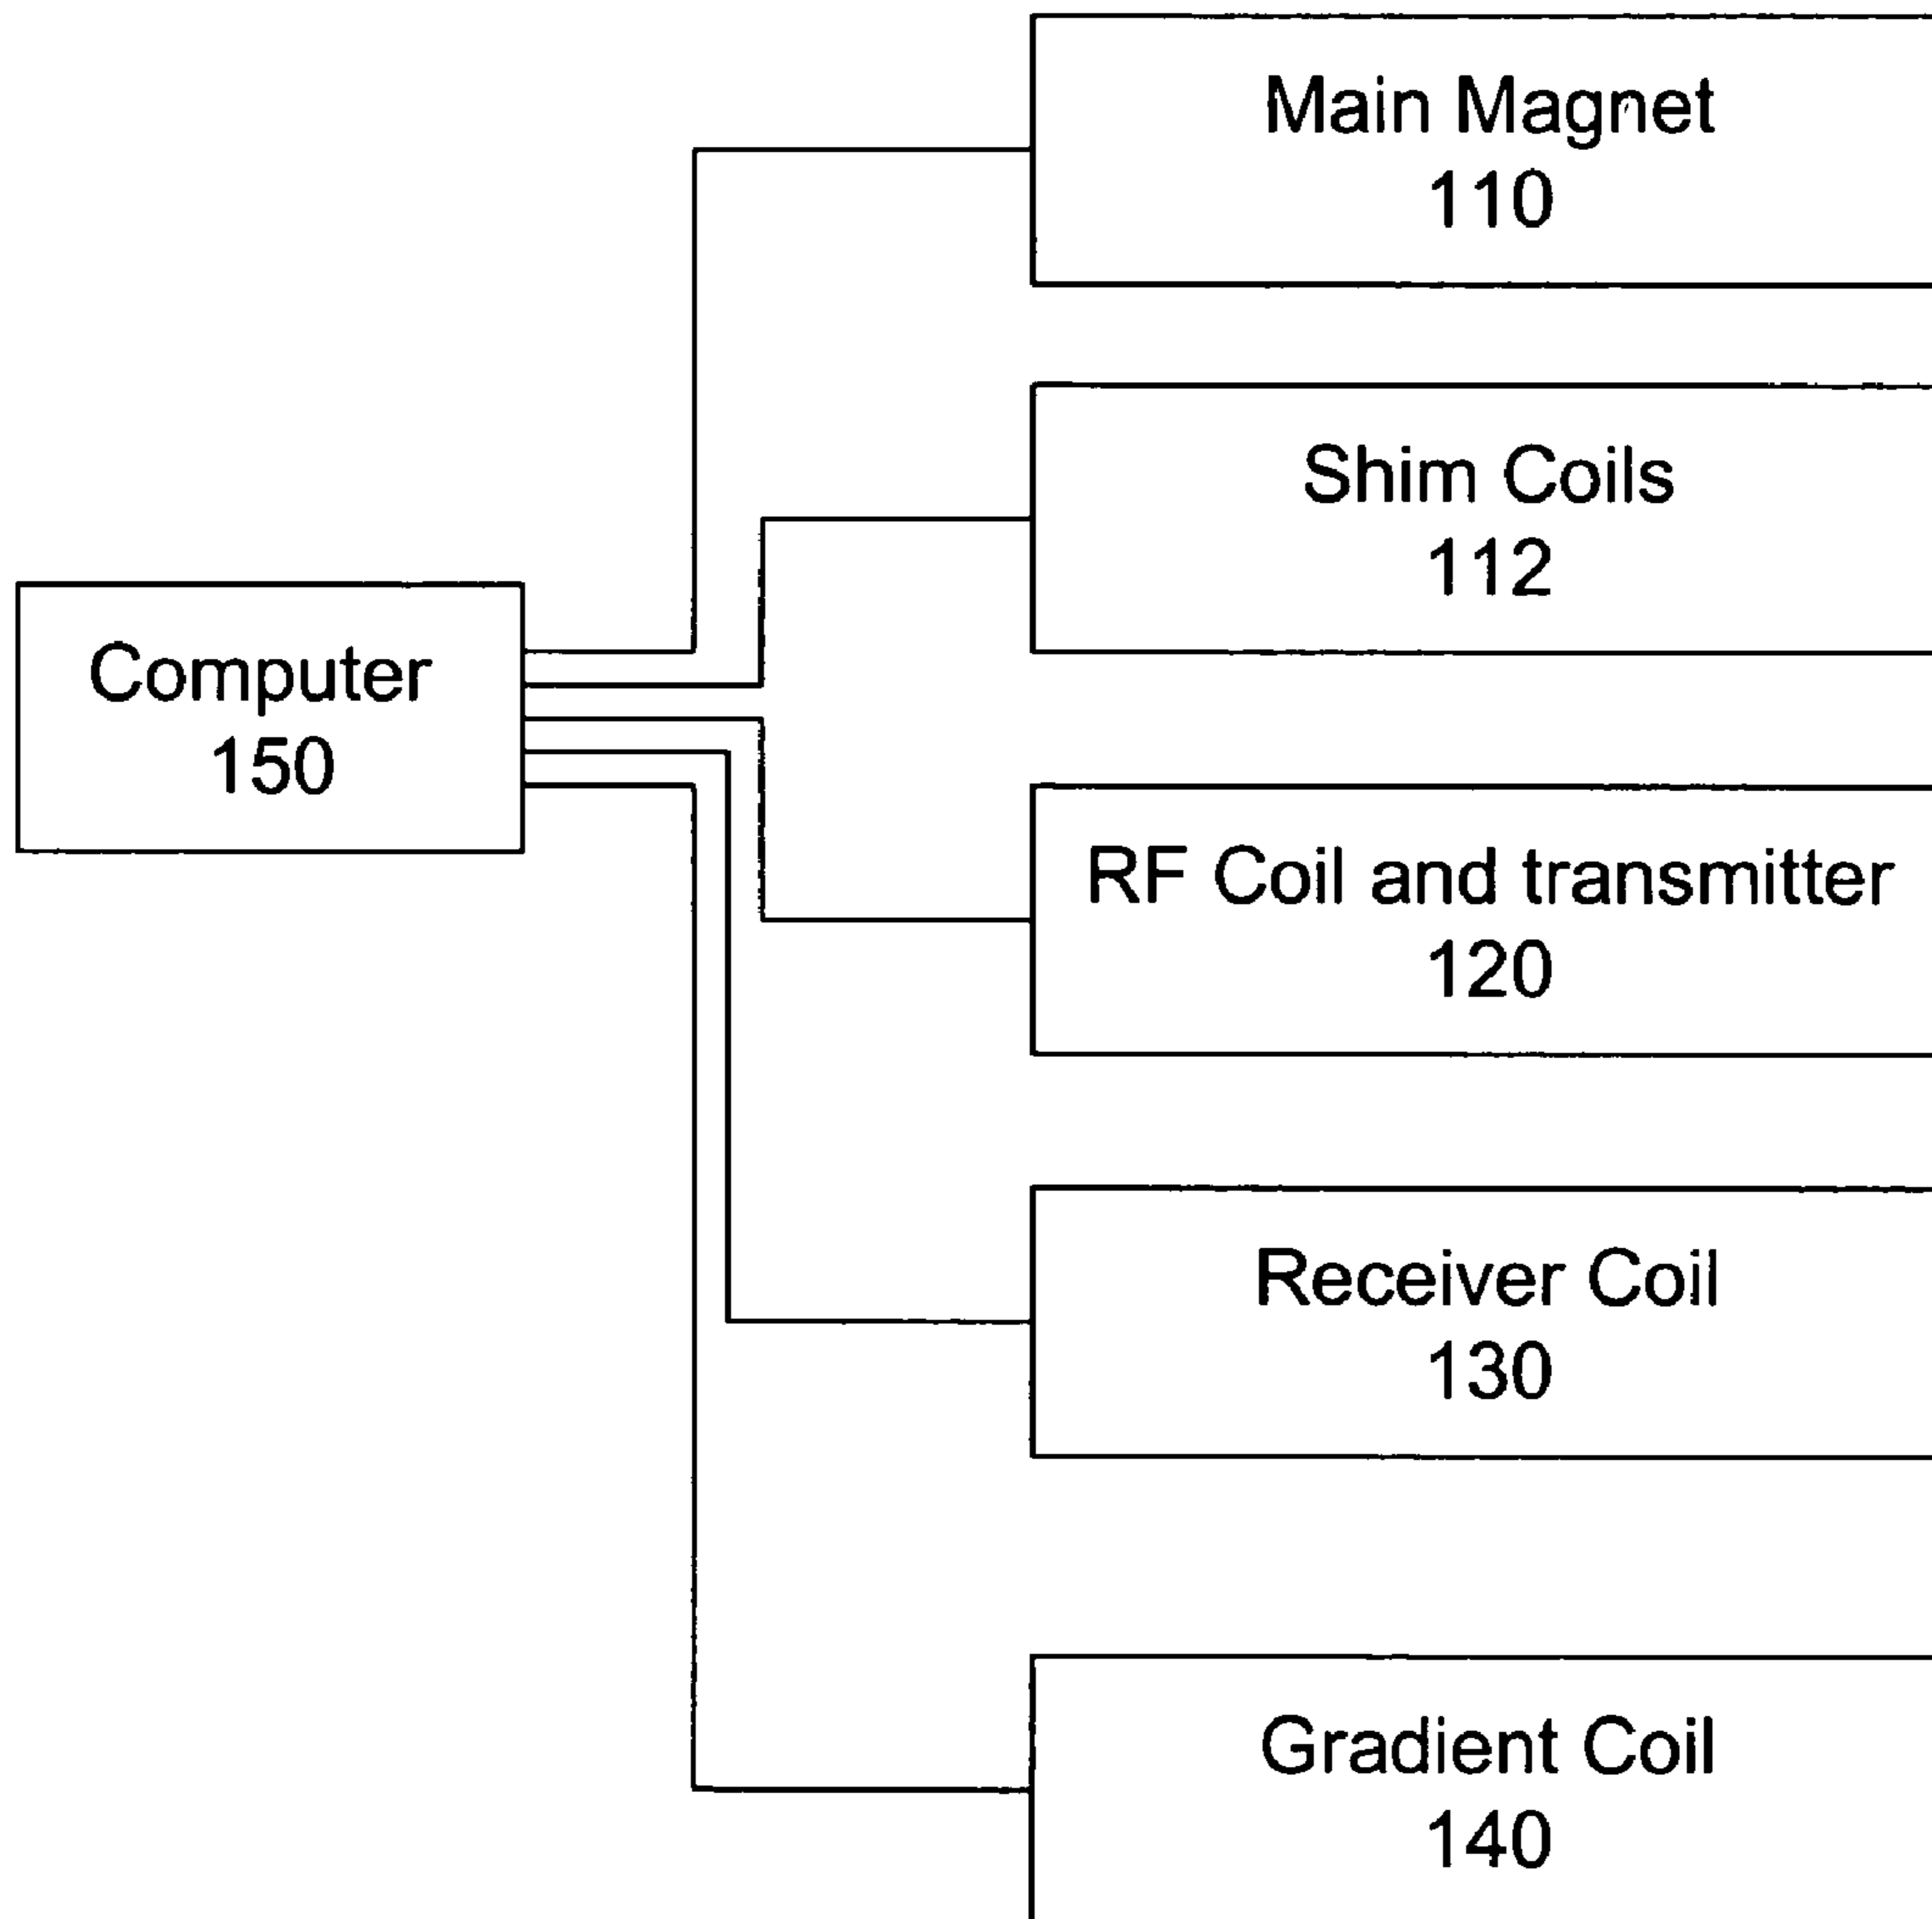 Main Magnet
110
Shim Coils
112
Computer
150
RF Coil and transmitter
120
Receiver Coil
130
Gradient Coil
140